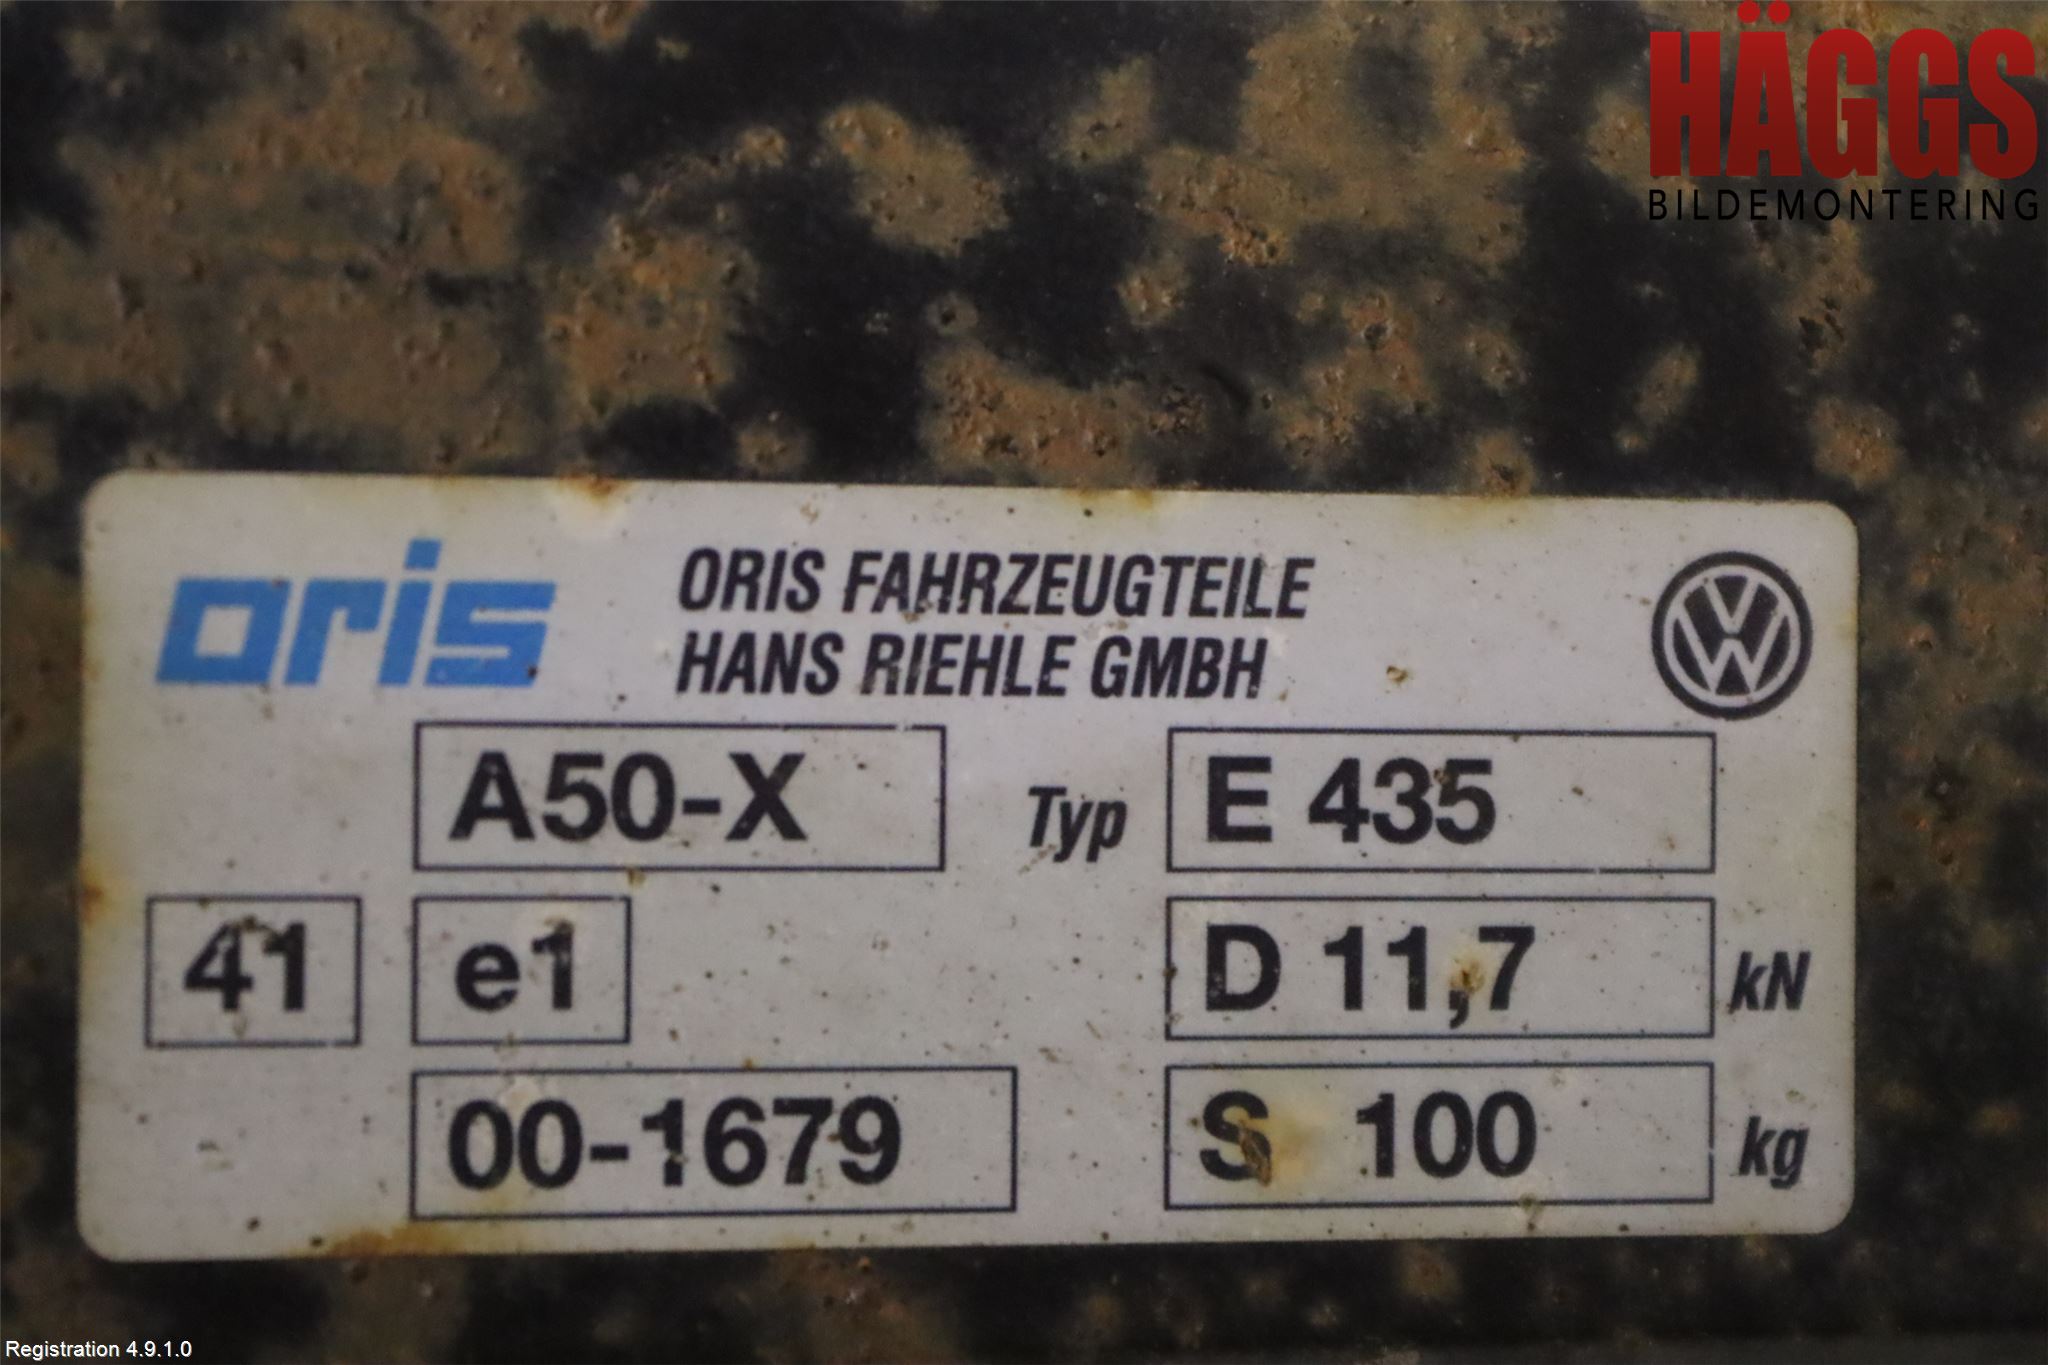 HÄGGS
BILDEMONTERING
oris
ORIS FAHRZEUGTEILE
HANS RIEHLE GMBH
A50-X Typ E 435
41 e1 D 11,7 kN
00-1679 S 100 kg
Registration 4.9.1.0